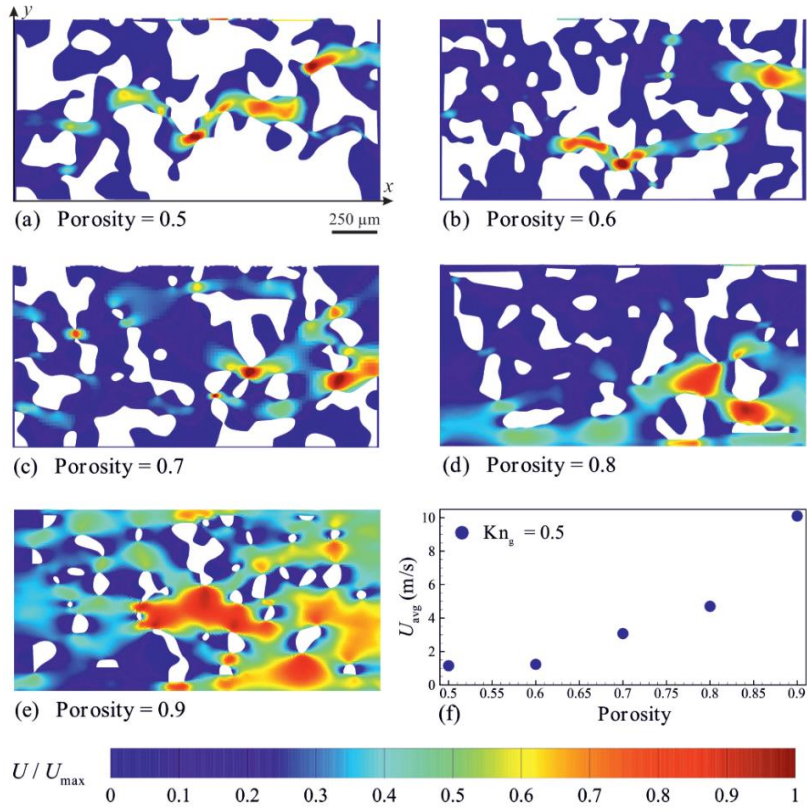 y
x
(a) Porosity = 0.5
250 µm
(b) Porosity = 0.6
(c) Porosity = 0.7
(d) Porosity = 0.8
(e) Porosity = 0.9
10
8
6
4
2
0
U_avg (m/s)
Kn_g = 0.5
0.5 0.55 0.6 0.65 0.7 0.75 0.8 0.85 0.9
(f) Porosity
U / U_max
0 0.1 0.2 0.3 0.4 0.5 0.6 0.7 0.8 0.9 1